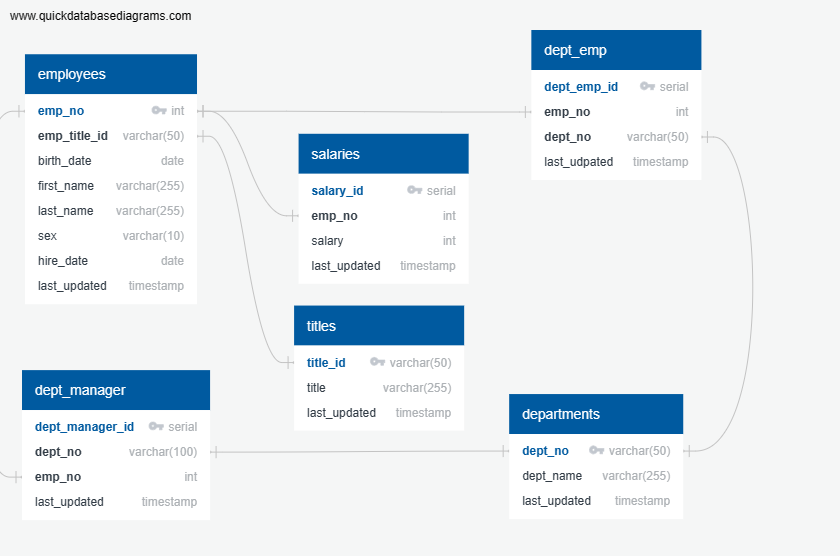 www.quickdatabasediagrams.com
employees
emp_no int
emp_title_id varchar(50)
birth_date date
first_name varchar(255)
last_name varchar(255)
sex varchar(10)
hire_date date
last_updated timestamp
dept_emp
dept_emp_id serial
emp_no int
dept_no varchar(50)
last_udpated timestamp
salaries
salary_id serial
emp_no int
salary int
last_updated timestamp
titles
title_id varchar(50)
title varchar(255)
last_updated timestamp
dept_manager
dept_manager_id serial
dept_no varchar(100)
emp_no int
last_updated timestamp
departments
dept_no varchar(50)
dept_name varchar(255)
last_updated timestamp